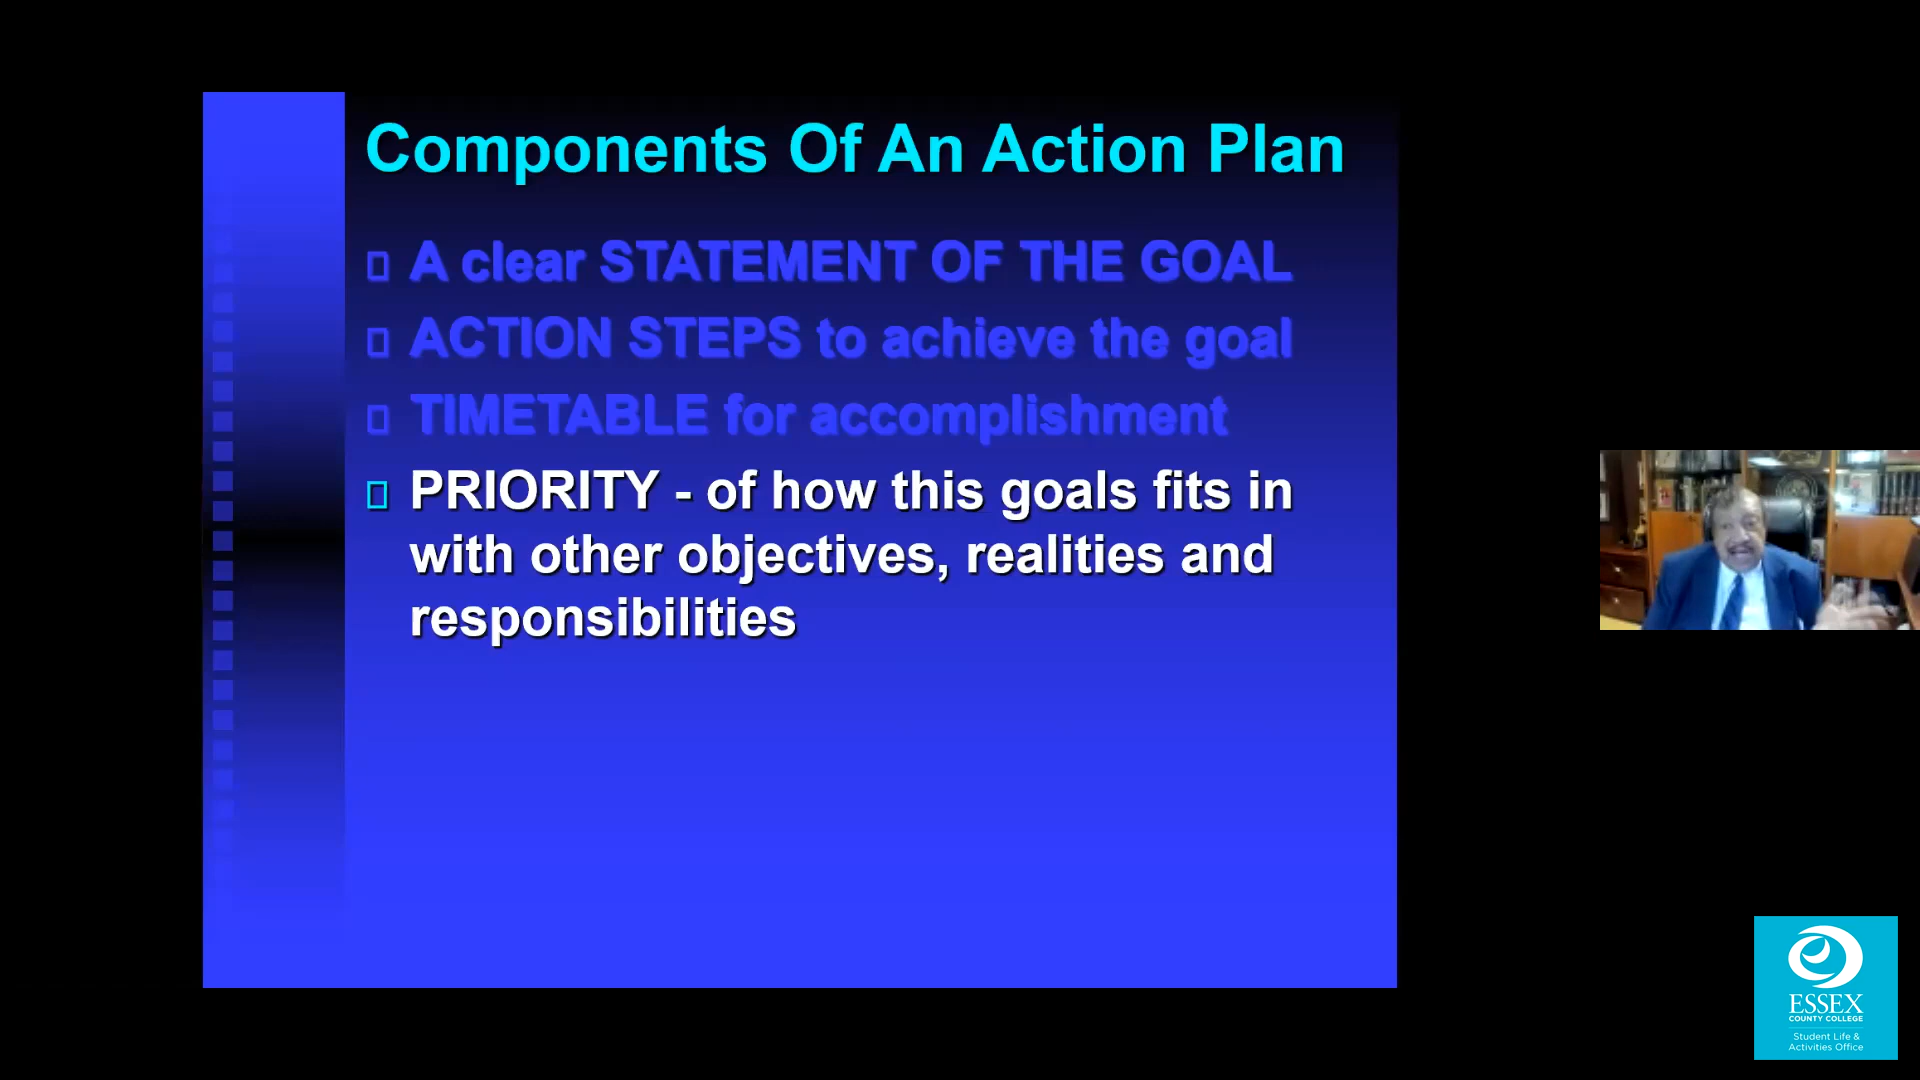 Components Of An Action Plan
A clear STATEMENT OF THE GOAL
ACTION STEPS to achieve the goal
TIMETABLE for accomplishment
PRIORITY - of how this goals fits in
with other objectives, realities and
responsibilities
ESSEX
COUNTY COLLEGE
Student Life &
Activities Office